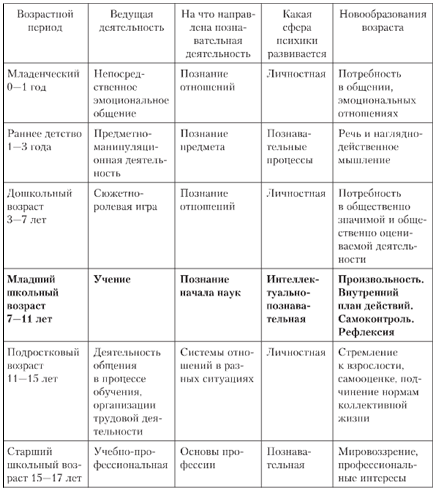 Возрастной период
Ведущая деятельность
На что направ-
лена позна-
вательная
деятельность
Какая
сфера
психики
развивается
Новообразования
возраста
Младенческий
0—1 год
Непосред-
ственное
эмоциональное
общение
Познание
отношений
Личностная
Потребность
в общении,
эмоциональных
отношениях
Раннее детство
1—3 года
Предметно-
манипуляци-
онная деятель-
ность
Познание
предмета
Познава-
тельные
процессы
Речь и наглядно-
действенное
мышление
Дошкольный
возраст
3—7 лет
Сюжетно-
ролевая игра
Познание
отношений
Личностная
Потребность
в общественно
значимой и обще-
ственно оцени-
ваемой деятель-
ности
Младший
школьный
возраст
7—11 лет
Учение
Познание
начала наук
Интеллек-
туально-
познава-
тельная
Произвольность.
Внутренний
план действий.
Самоконтроль.
Рефлексия
Подростковый
возраст
11—15 лет
Деятельность
общения
в процессе
обучения,
организации
трудовой дея-
тельности
Системы отно-
шений в раз-
ных ситуациях
Личностная
Стремление
к взрослости,
самооценке, под-
чинение нормам
коллективной
жизни
Старший
школьный воз-
раст 15—17 лет
Учебно-про-
фессиональная
Основы про-
фессии
Познава-
тельная
Мировоззрение,
профессиональ-
ные интересы